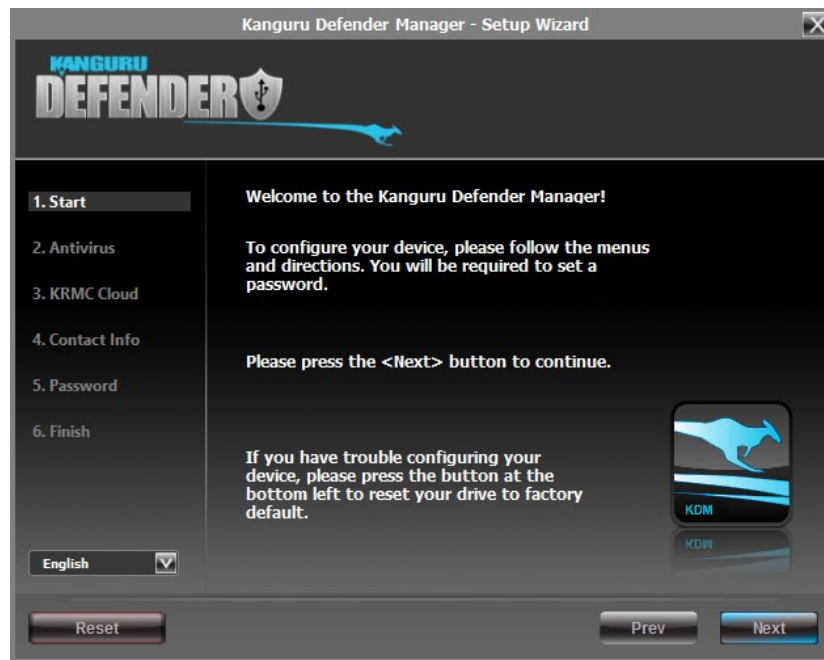 Kanguru Defender Manager - Setup Wizard
KANGURU
DEFENDER
1. Start
2. Antivirus
3. KRMC Cloud
4. Contact Info
5. Password
6. Finish
English
Welcome to the Kanguru Defender Manager!
To configure your device, please follow the menus
and directions. You will be required to set a
password.
Please press the <Next> button to continue.
If you have trouble configuring your
device, please press the button at the
bottom left to reset your drive to factory
default.
KDM
Reset
Prev
Next